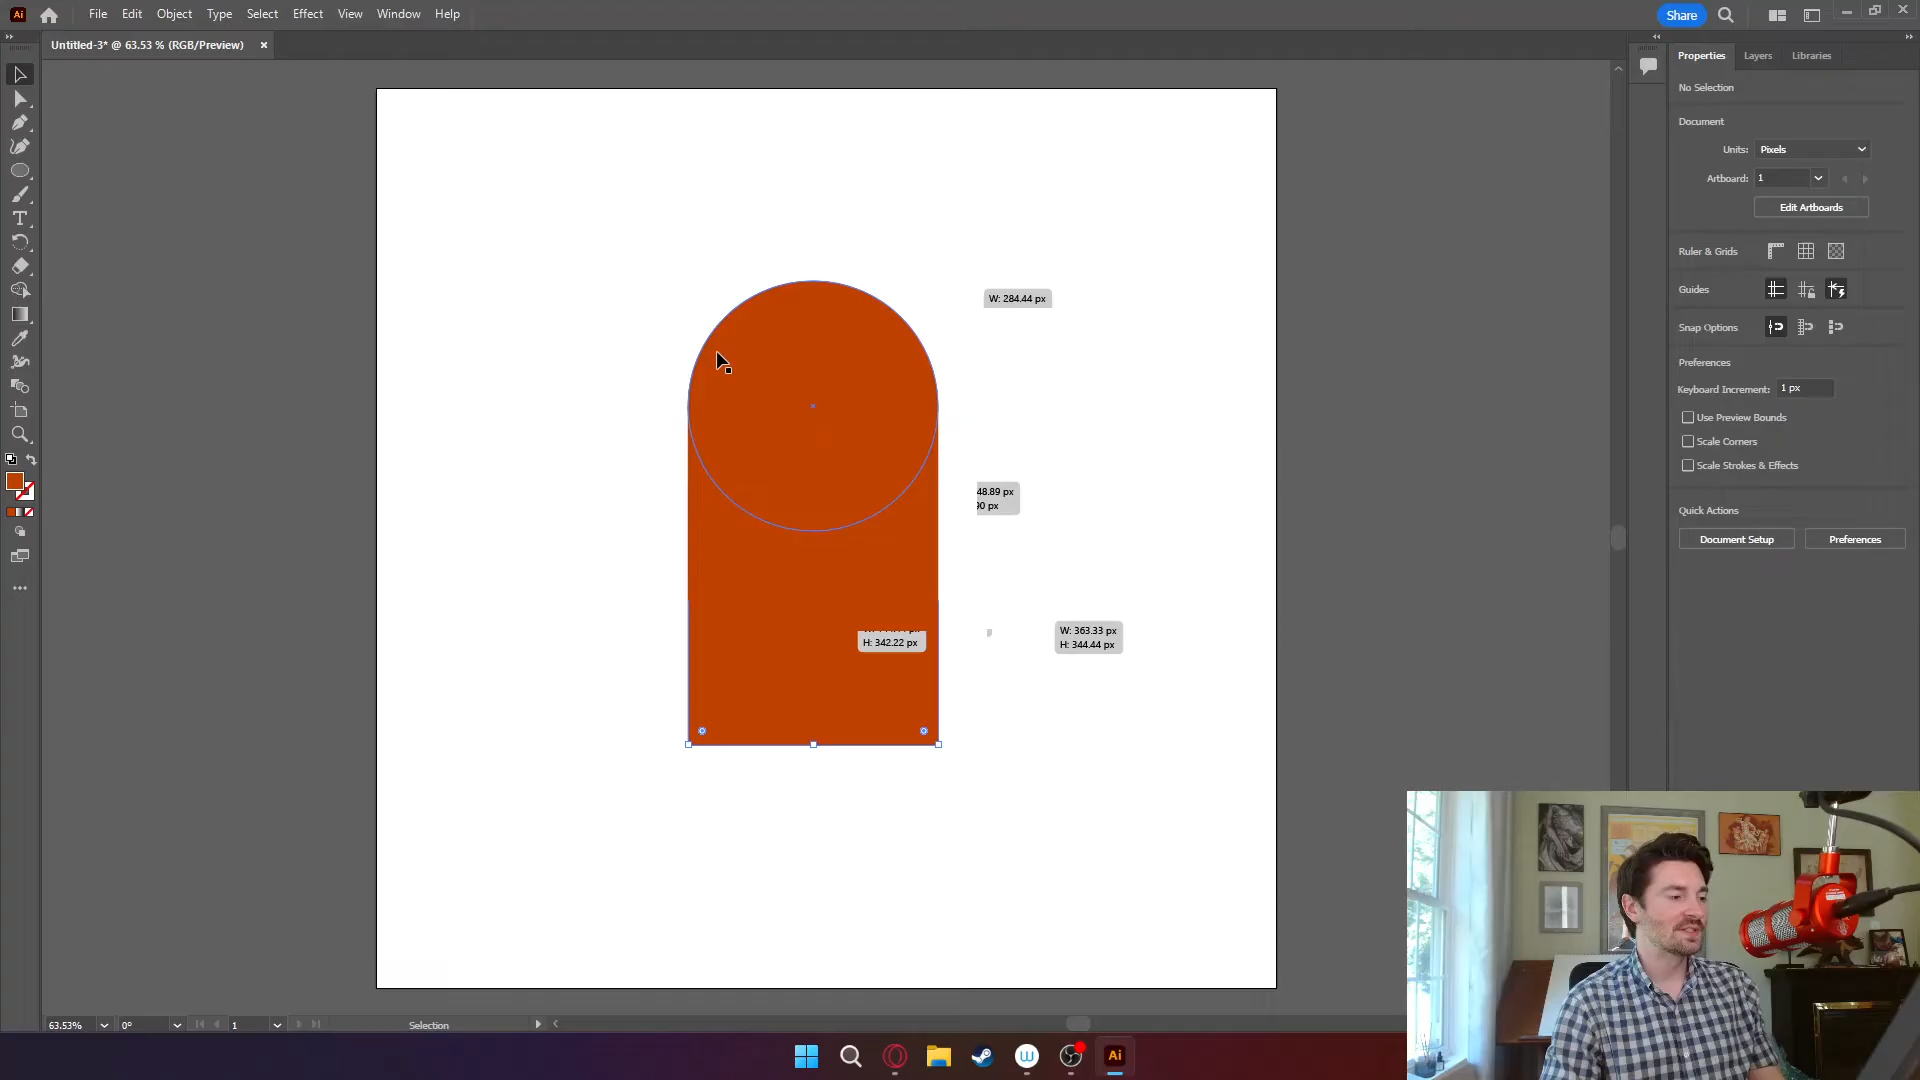 Ai File Edit Object Type Select Effect View Window Help Share
Untitled-3* @ 63.53 % (RGB/Preview) ×
Properties Layers Libraries
No Selection
Document
Units: Pixels
Artboard: 1
Edit Artboards
Ruler & Grids
Guides
Snap Options
Preferences
Keyboard Increment: 1 px
Use Preview Bounds
Scale Corners
Scale Strokes & Effects
Quick Actions
Document Setup Preferences
W: 284.44 px
48.89 px
90 px
H: 342.22 px
W: 363.33 px
H: 344.44 px
63.53% 0° 1 Selection
Ai